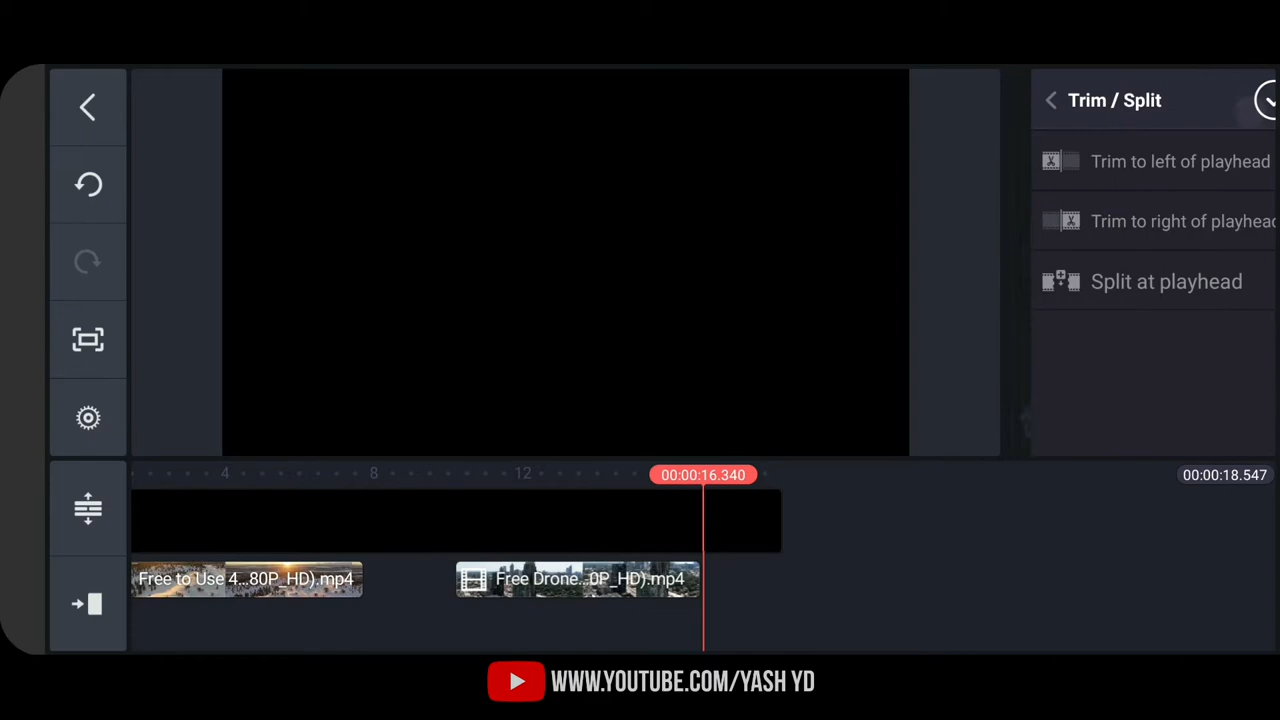 Trim / Split
Trim to left of playhead
Trim to right of playhead
Split at playhead
4
8
12
00:00:16.340
00:00:18.547
Free to Use 4...80P_HD).mp4
Free Drone...0P_HD).mp4
WWW.YOUTUBE.COM/YASH YD